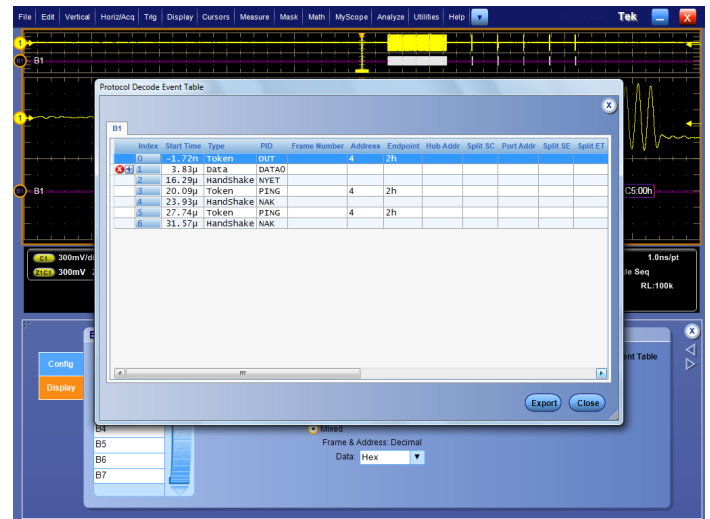 File Edit Vertical Horiz/Acq Trig Display Cursors Measure Mask Math MyScope Analyze Utilities Help Tek X
1
B1 B1
Protocol Decode Event Table X
B1
Index Start Time Type PID Frame Number Address Endpoint Hub Addr Split SC Port Addr Split SE Split ET
0 -1.72n Token OUT 4 2h
1 3.83µ Data DATA0
2 16.29µ HandShake NYET
3 20.09µ Token PING 4 2h
4 23.93µ HandShake NAK
5 27.74µ Token PING 4 2h
6 31.57µ HandShake NAK
1
B1 B1 C5:00h
C1 300mV/di 1.0ns/pt
Z1C1 300mV le Seq
RL:100k
X
ent Table
Config
Display
Export Close
B4 Mixed
B5 Frame & Address: Decimal
B6 Data: Hex
B7